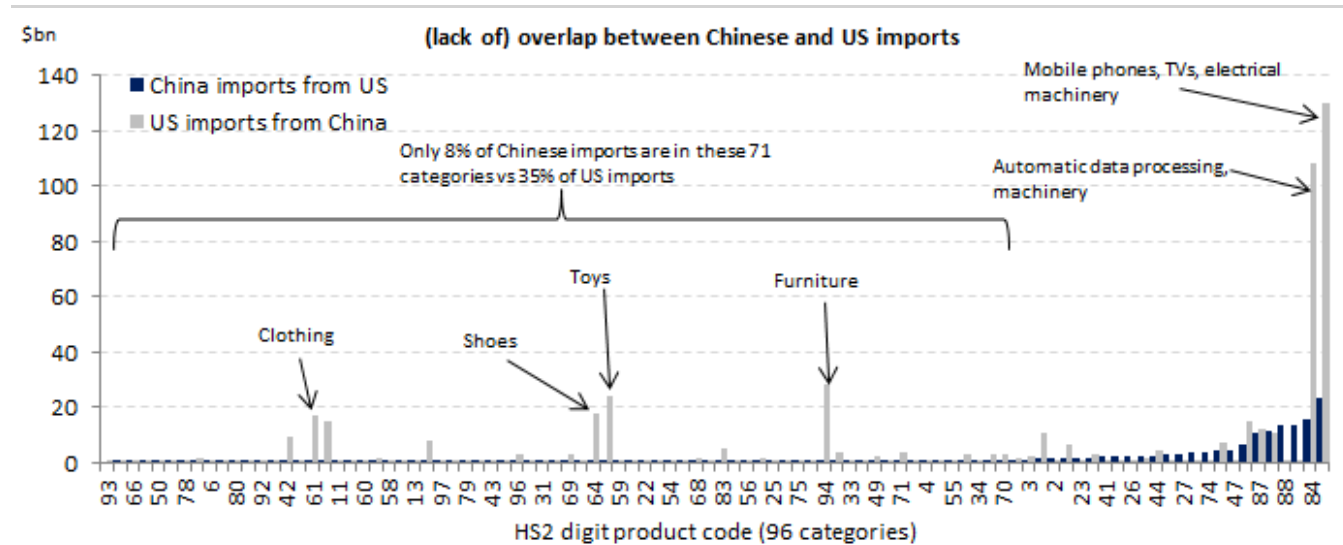 $bn
(lack of) overlap between Chinese and US imports
140
120
100
80
60
40
20
0
China imports from US
US imports from China
Only 8% of Chinese imports are in these 71
categories vs 35% of US imports
Mobile phones, TVs, electrical
machinery
Automatic data processing,
machinery
Clothing
Shoes
Toys
Furniture
93 66 50 78 6 80 92 42 61 11 60 58 13 97 79 43 96 31 69 64 59 22 54 68 83 56 25 75 94 33 49 71 4 55 34 70 3 2 23 41 26 44 27 74 47 87 88 84
HS2 digit product code (96 categories)